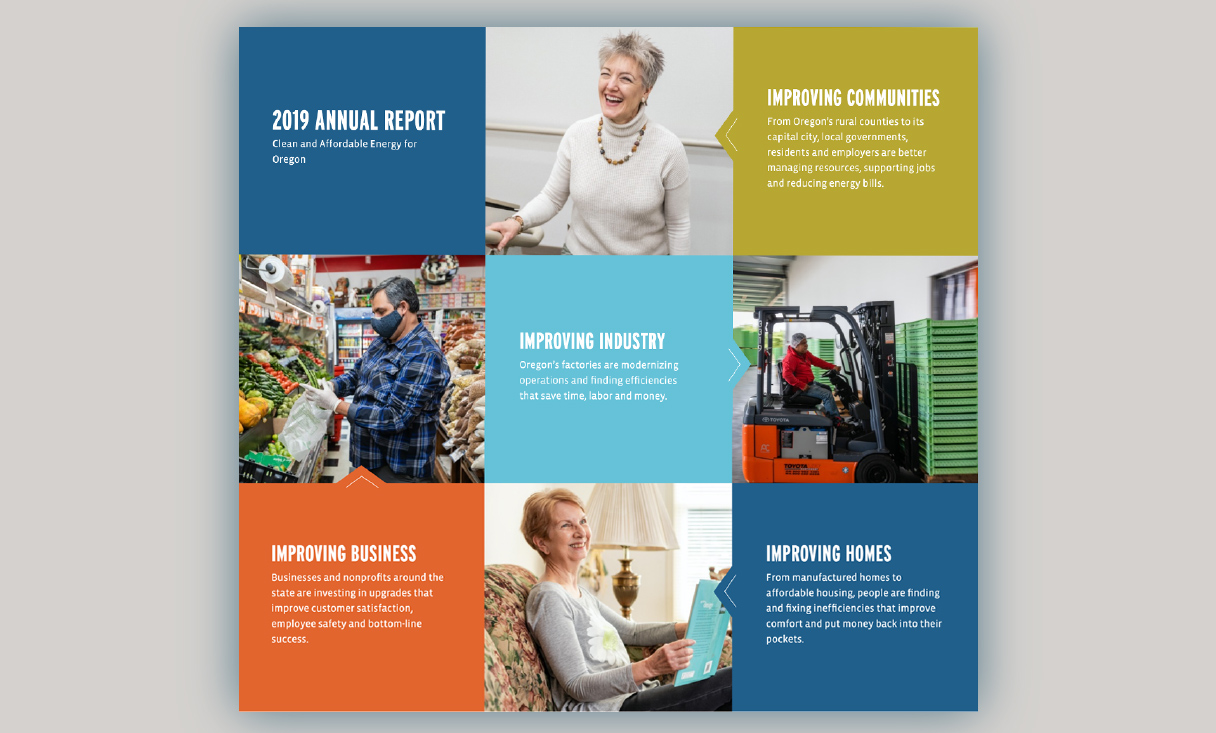 2019 ANNUAL REPORT
Clean and Affordable Energy for
Oregon
IMPROVING COMMUNITIES
From Oregon's rural counties to its
capital city, local governments,
residents and employers are better
managing resources, supporting jobs
and reducing energy bills.
IMPROVING INDUSTRY
Oregon's factories are modernizing
operations and finding efficiencies
that save time, labor and money.
TOYOTA
TOYOTA
IMPROVING BUSINESS
Businesses and nonprofits around the
state are investing in upgrades that
improve customer satisfaction,
employee safety and bottom-line
success.
IMPROVING HOMES
From manufactured homes to
affordable housing, people are finding
and fixing inefficiencies that improve
comfort and put money back into their
pockets.